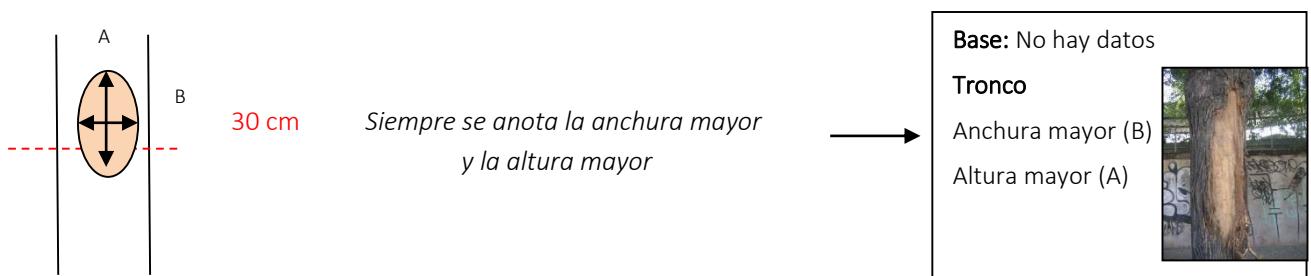 A
B
30 cm
Siempre se anota la anchura mayor
y la altura mayor
Base: No hay datos
Tronco
Anchura mayor (B)
Altura mayor (A)